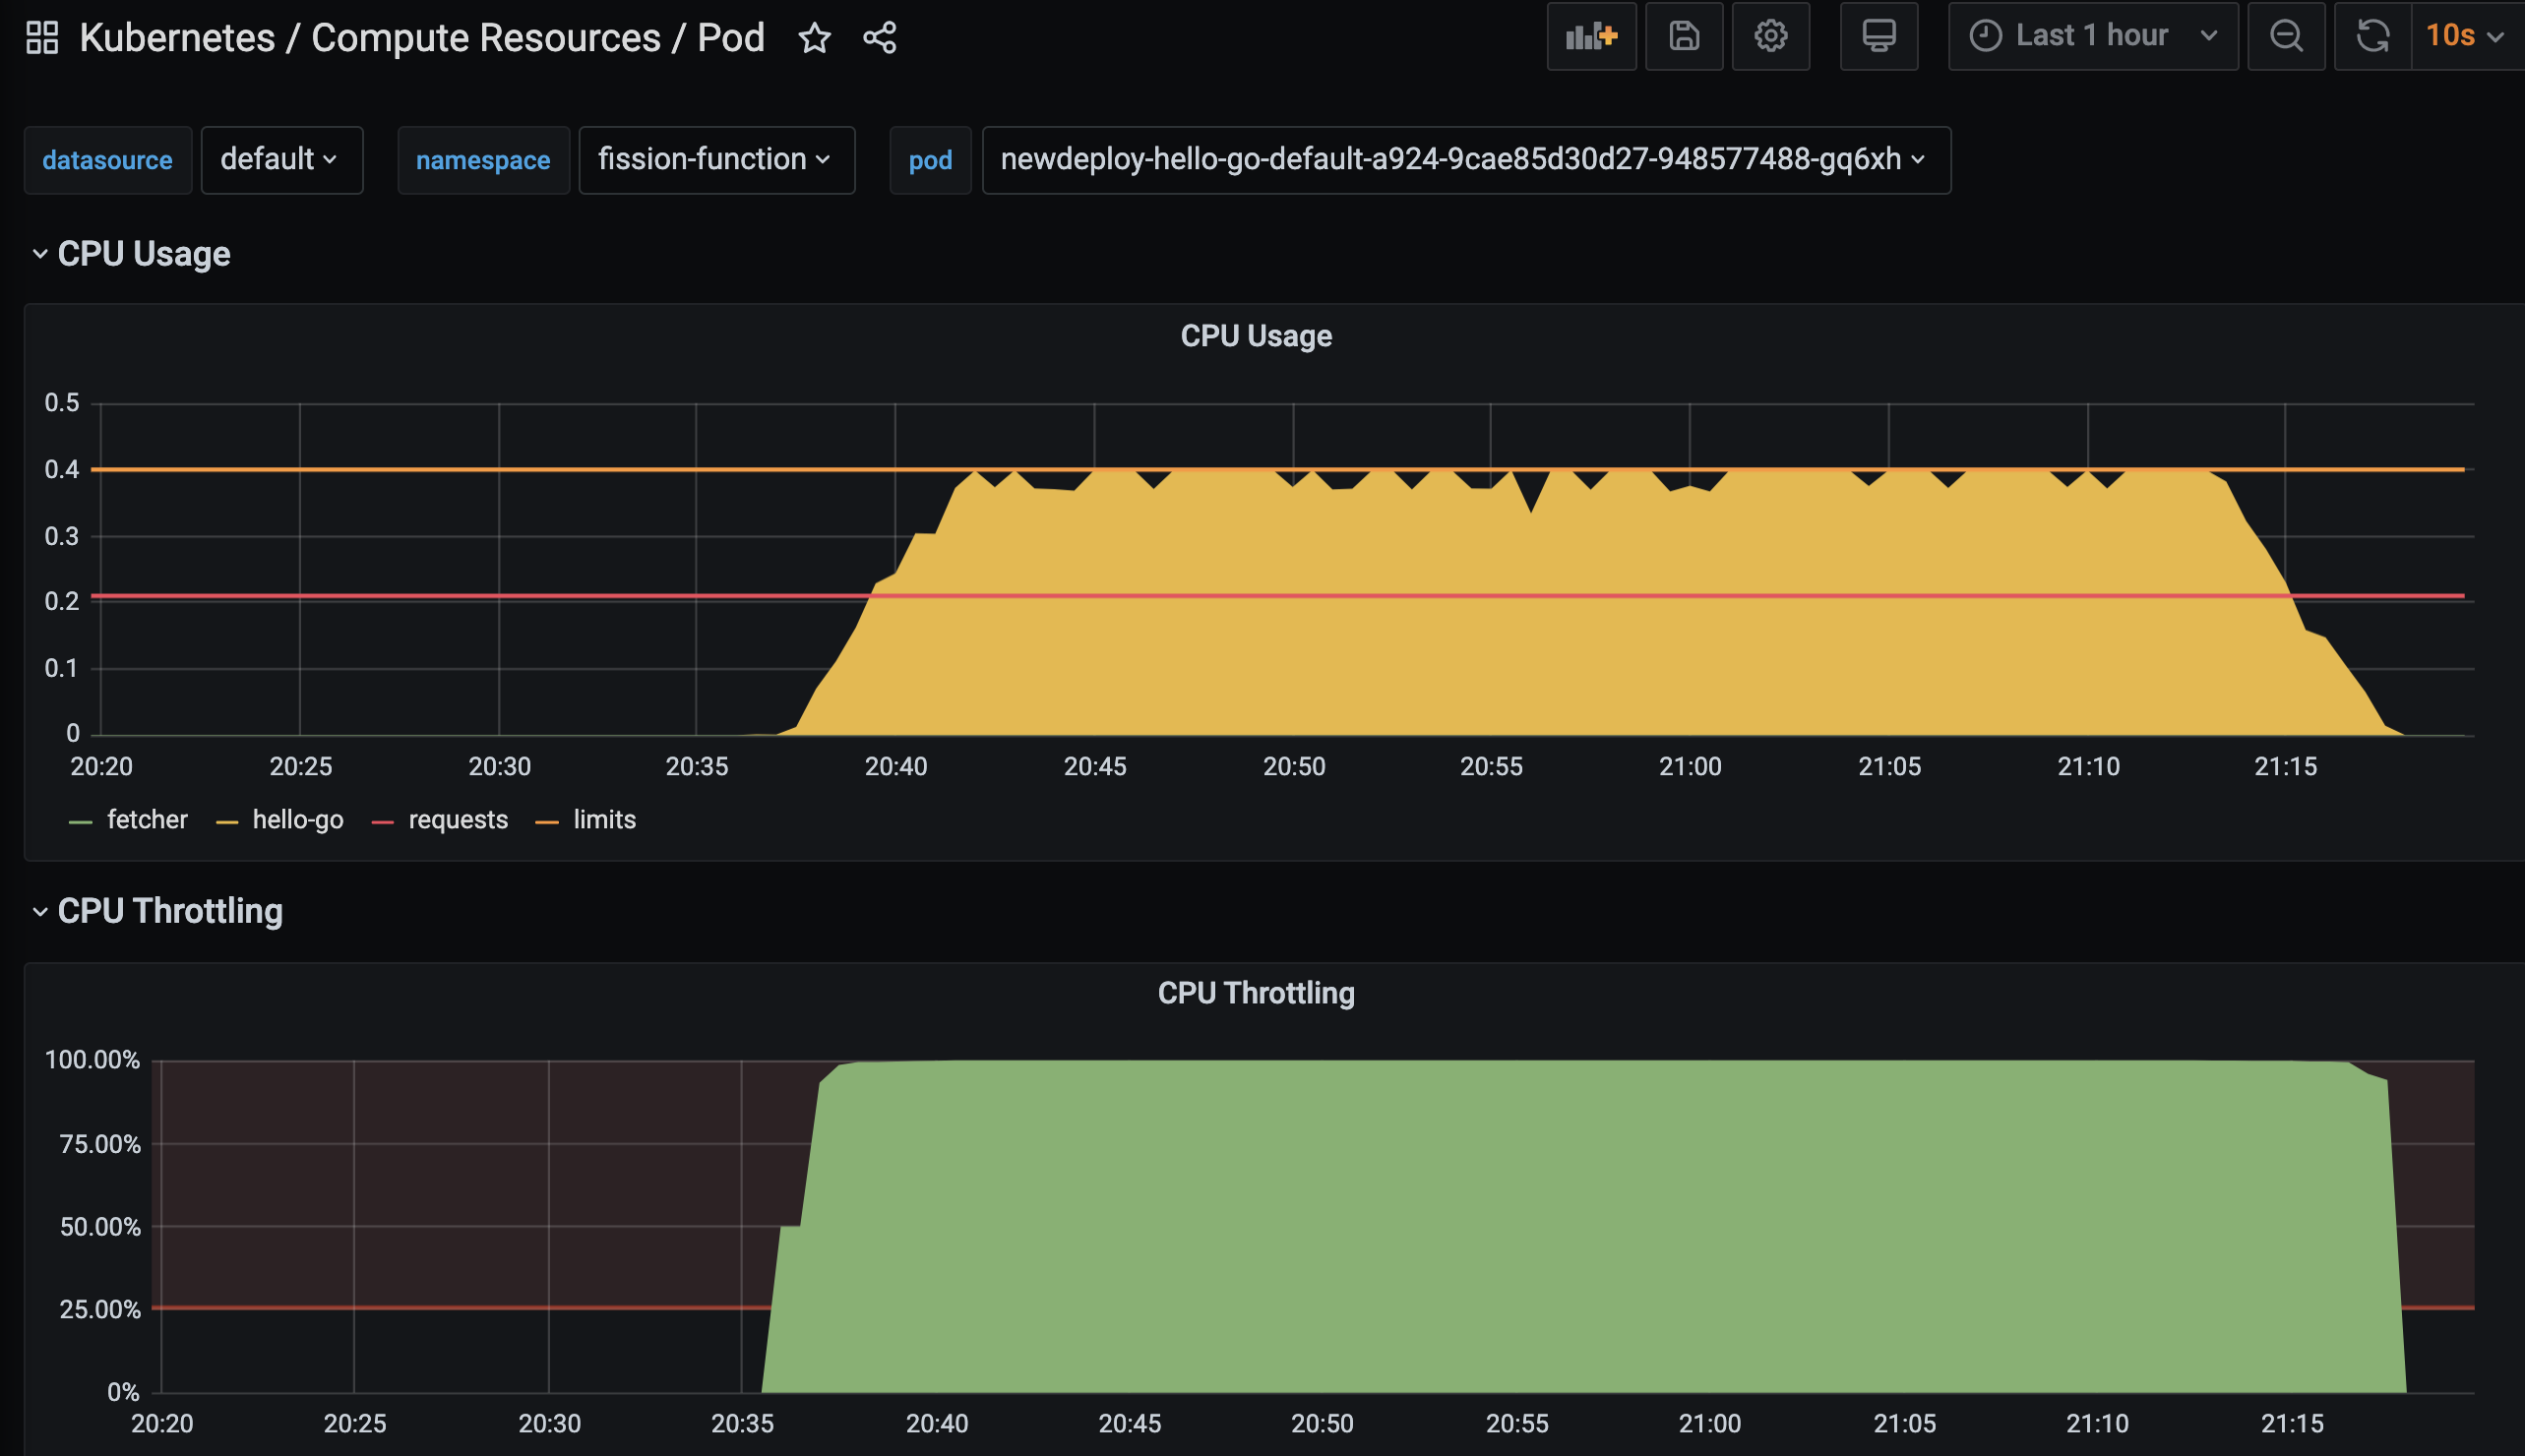 Kubernetes / Compute Resources / Pod
Last 1 hour
10s
datasource default namespace fission-function pod newdeploy-hello-go-default-a924-9cae85d30d27-948577488-gq6xh
CPU Usage
CPU Usage
0.5
0.4
0.3
0.2
0.1
0
20:20 20:25 20:30 20:35 20:40 20:45 20:50 20:55 21:00 21:05 21:10 21:15
fetcher hello-go requests limits
CPU Throttling
CPU Throttling
100.00%
75.00%
50.00%
25.00%
0%
20:20 20:25 20:30 20:35 20:40 20:45 20:50 20:55 21:00 21:05 21:10 21:15